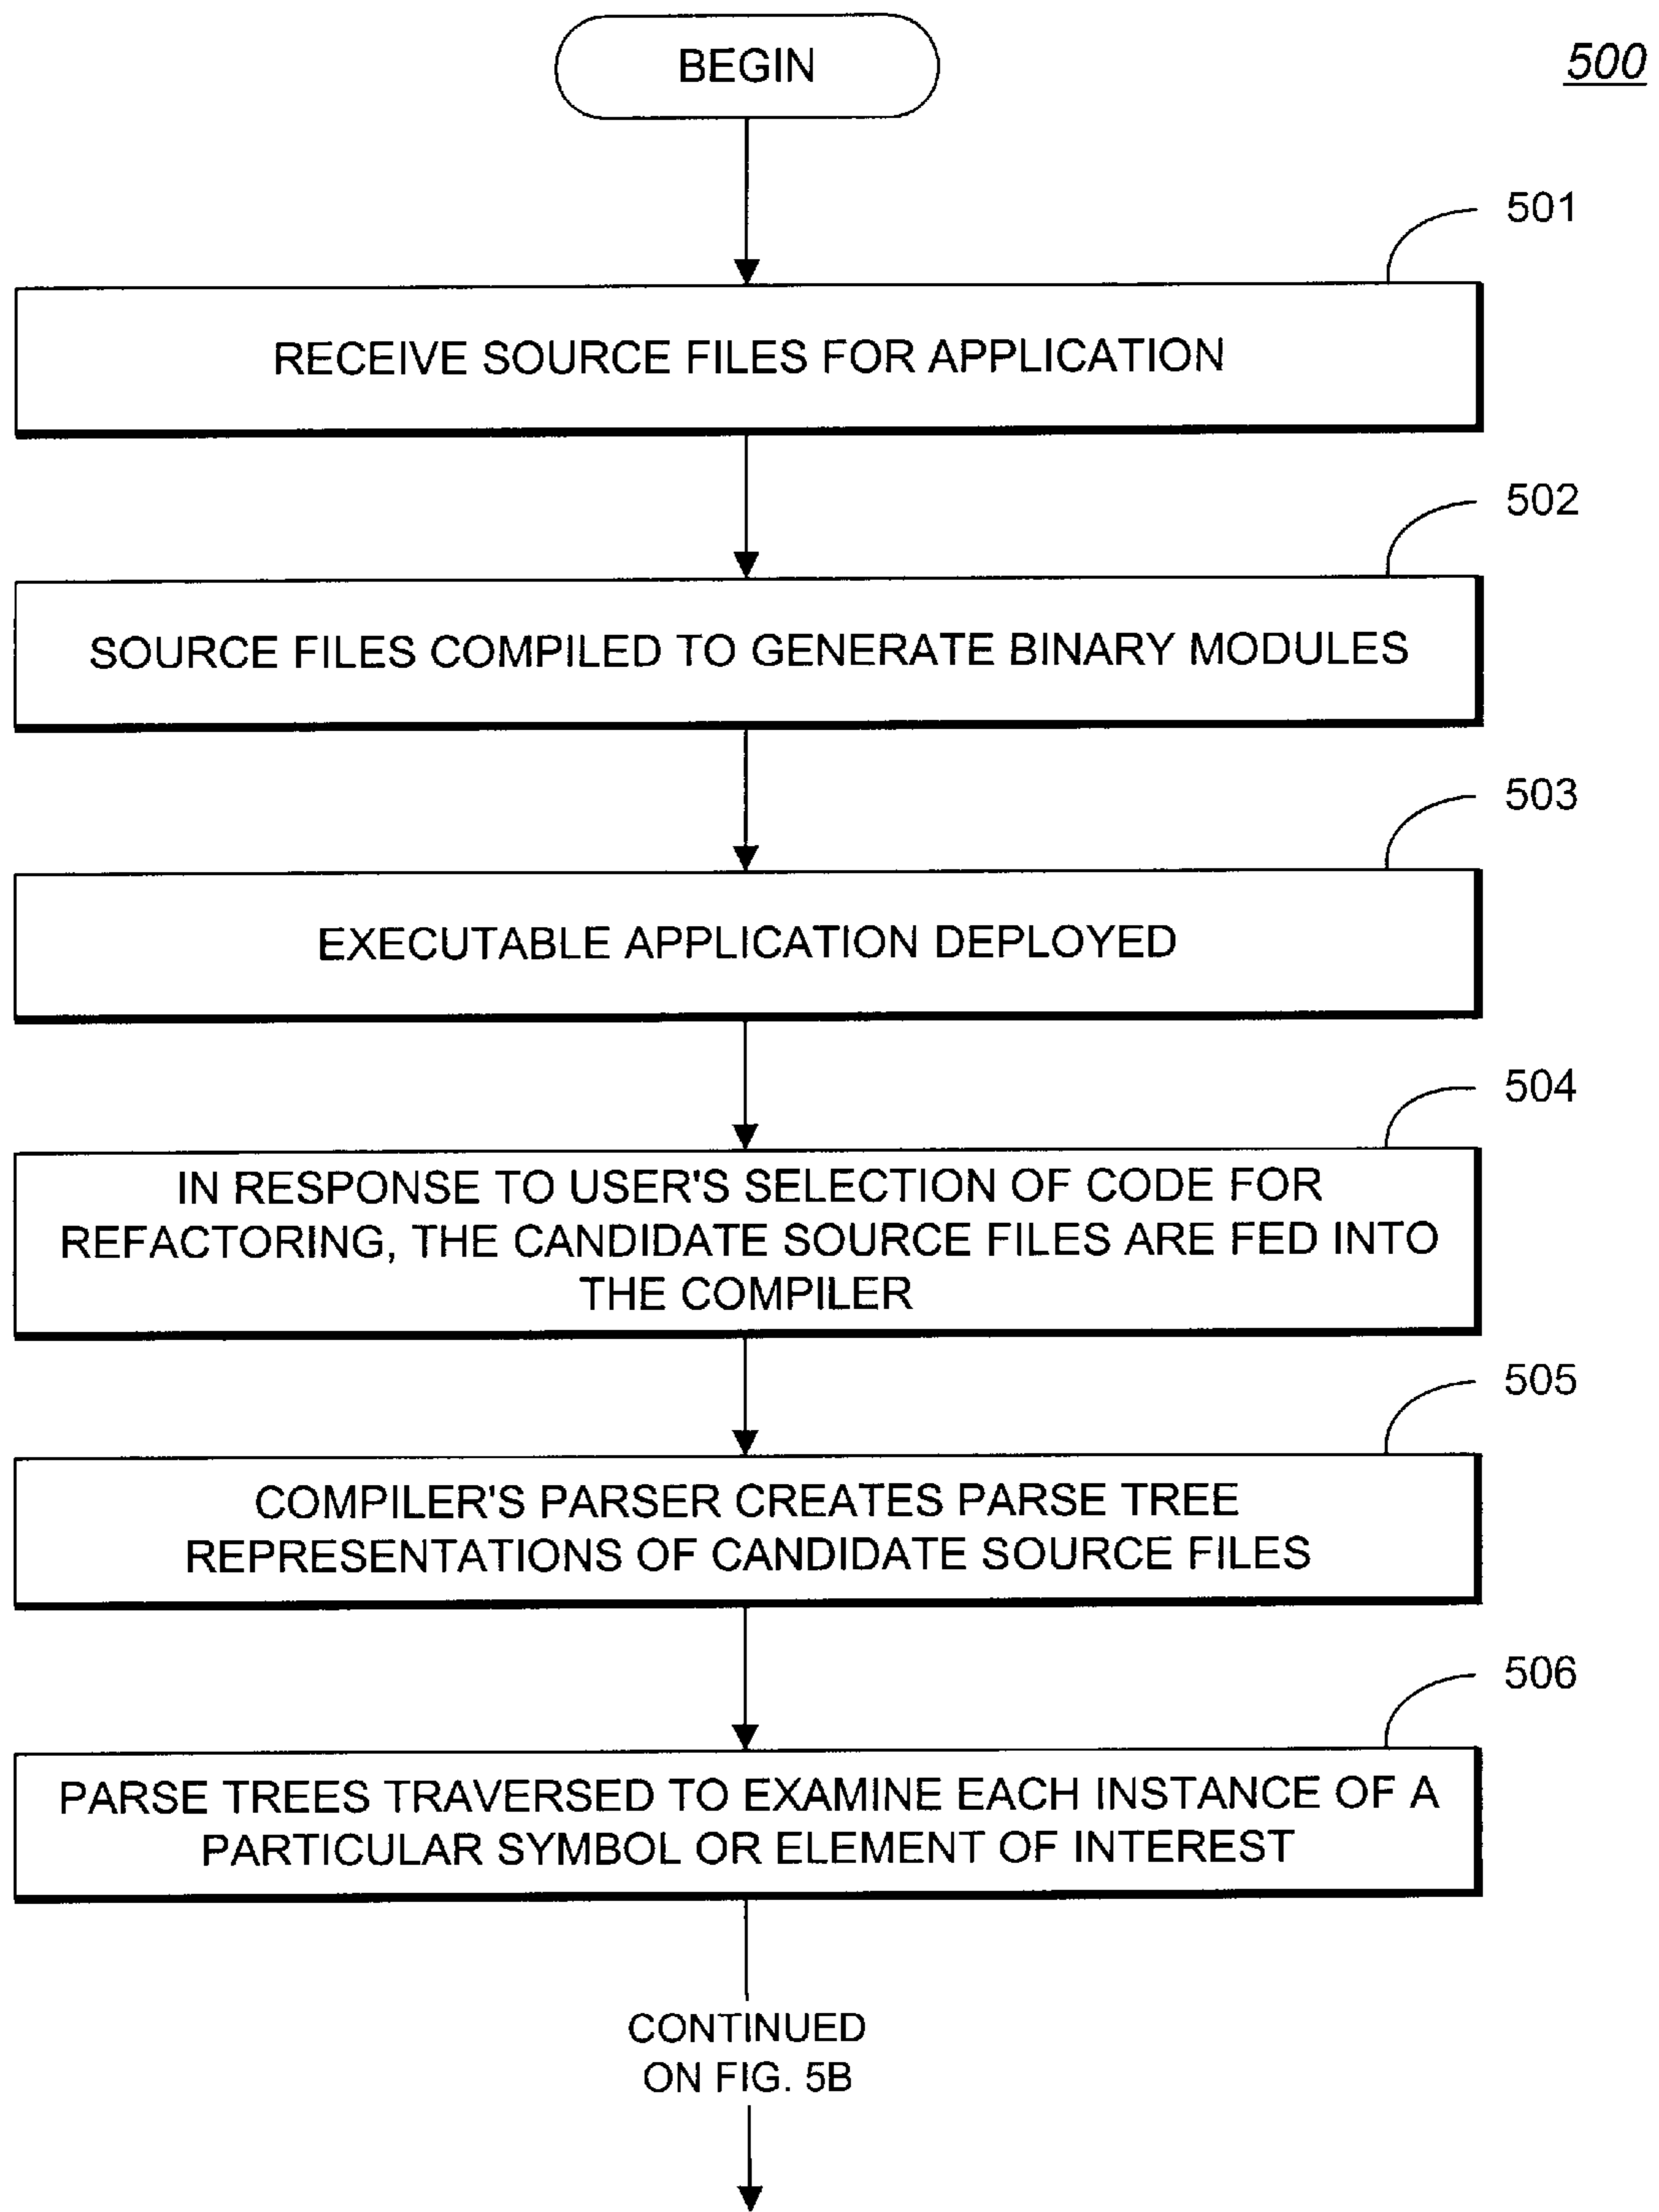 BEGIN
500
501
RECEIVE SOURCE FILES FOR APPLICATION
502
SOURCE FILES COMPILED TO GENERATE BINARY MODULES
503
EXECUTABLE APPLICATION DEPLOYED
504
IN RESPONSE TO USER'S SELECTION OF CODE FOR
REFACTORING, THE CANDIDATE SOURCE FILES ARE FED INTO
THE COMPILER
505
COMPILER'S PARSER CREATES PARSE TREE
REPRESENTATIONS OF CANDIDATE SOURCE FILES
506
PARSE TREES TRAVERSED TO EXAMINE EACH INSTANCE OF A
PARTICULAR SYMBOL OR ELEMENT OF INTEREST
CONTINUED
ON FIG. 5B